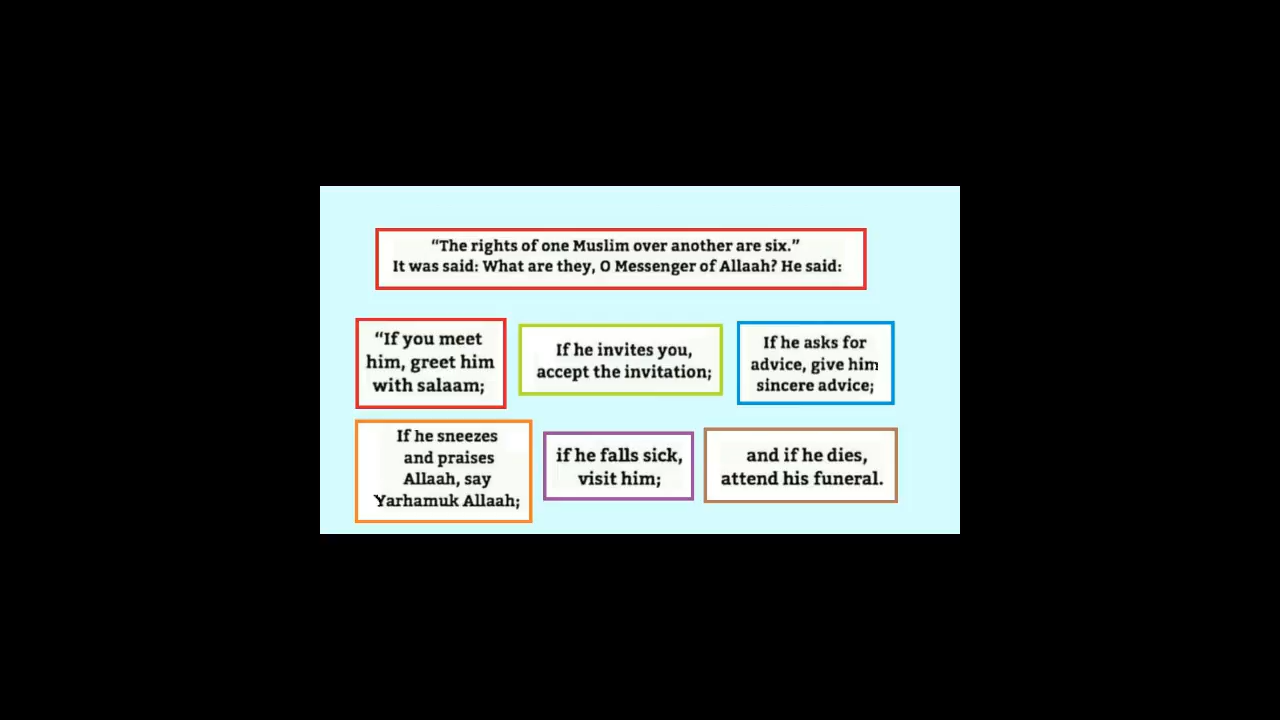 “The rights of one Muslim over another are six.”
It was said: What are they, O Messenger of Allaah? He said:
“If you meet
him, greet him
with salaam;
If he invites you,
accept the invitation;
If he asks for
advice, give him
sincere advice;
If he sneezes
and praises
Allaah, say
Yarhamuk Allaah;
if he falls sick,
visit him;
and if he dies,
attend his funeral.